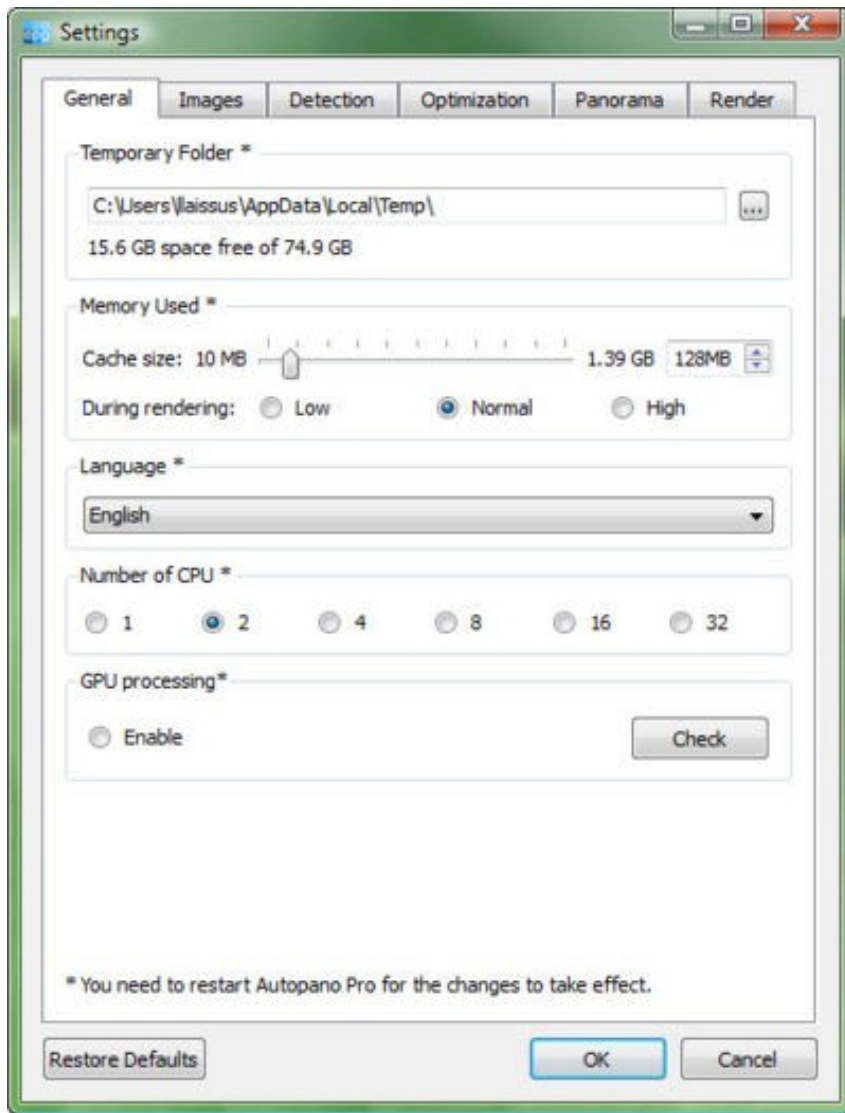 Settings
General Images Detection Optimization Panorama Render
Temporary Folder *
C:\Users\llaissus\AppData\Local\Temp\
...
15.6 GB space free of 74.9 GB
Memory Used *
Cache size: 10 MB 1.39 GB 128MB
During rendering: Low Normal High
Language *
English
Number of CPU *
1 2 4 8 16 32
GPU processing*
Enable Check
* You need to restart Autopano Pro for the changes to take effect.
Restore Defaults OK Cancel